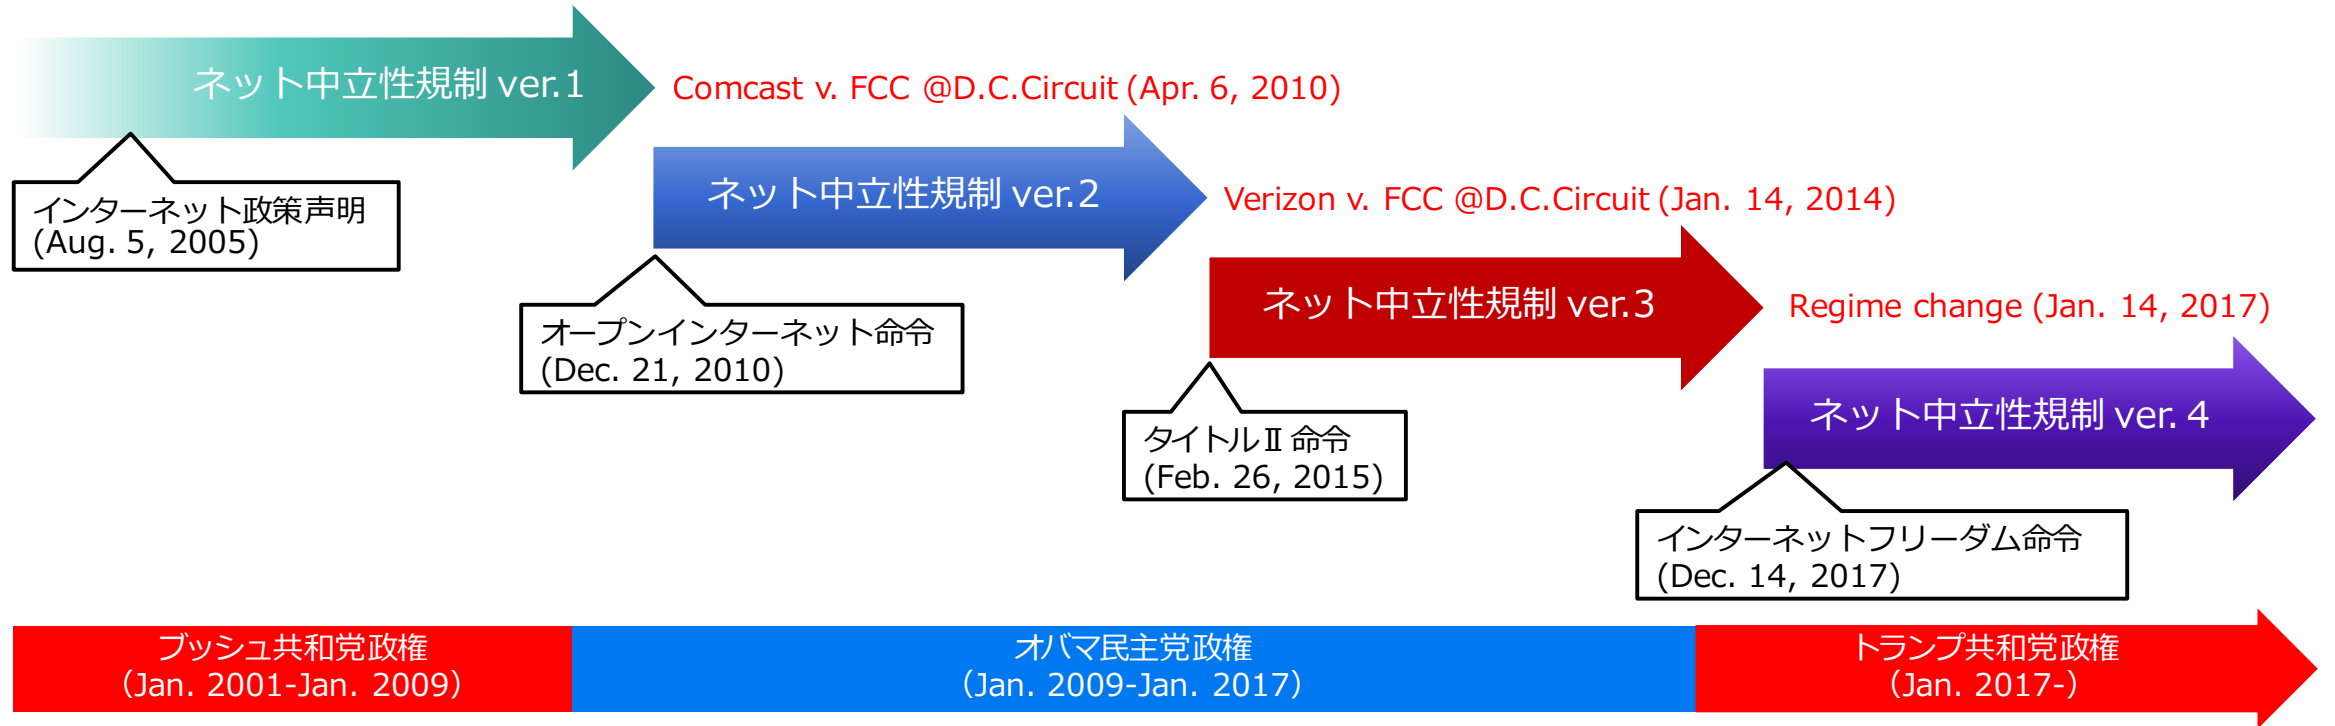 ネット中立性規制 ver.1
Comcast v. FCC @D.C.Circuit (Apr. 6, 2010)
インターネット政策声明
(Aug. 5, 2005)
ネット中立性規制 ver.2
Verizon v. FCC @D.C.Circuit (Jan. 14, 2014)
オープンインターネット命令
(Dec. 21, 2010)
ネット中立性規制 ver.3
Regime change (Jan. 14, 2017)
タイトルⅡ命令
(Feb. 26, 2015)
ネット中立性規制 ver. 4
インターネットフリーダム命令
(Dec. 14, 2017)
ブッシュ共和党政権
（Jan. 2001-Jan. 2009）
オバマ民主党政権
（Jan. 2009-Jan. 2017）
トランプ共和党政権
（Jan. 2017-）